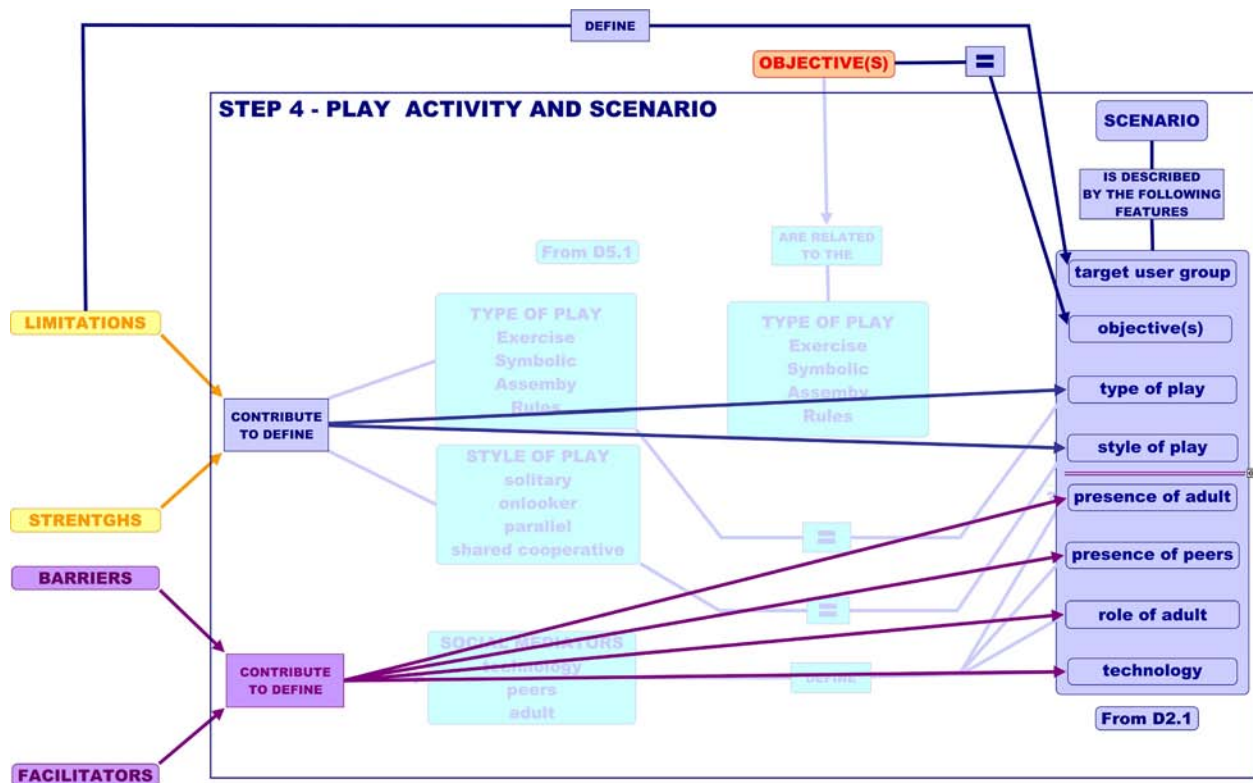 DEFINE
OBJECTIVE(S)
=
STEP 4 - PLAY ACTIVITY AND SCENARIO
SCENARIO
IS DESCRIBED
BY THE FOLLOWING
FEATURES
From D5.1
ARE RELATED
TO THE
target user group
LIMITATIONS
TYPE OF PLAY
Exercise
Symbolic
Assemby
Rules
TYPE OF PLAY
Exercise
Symbolic
Assemby
Rules
objective(s)
type of play
CONTRIBUTE
TO DEFINE
style of play
STYLE OF PLAY
solitary
onlooker
parallel
shared cooperative
STRENTGHS
presence of adult
=
presence of peers
BARRIERS
=
role of adult
SOCIAL MEDIATORS
technology
peers
adult
CONTRIBUTE
TO DEFINE
DEFINE
technology
From D2.1
FACILITATORS